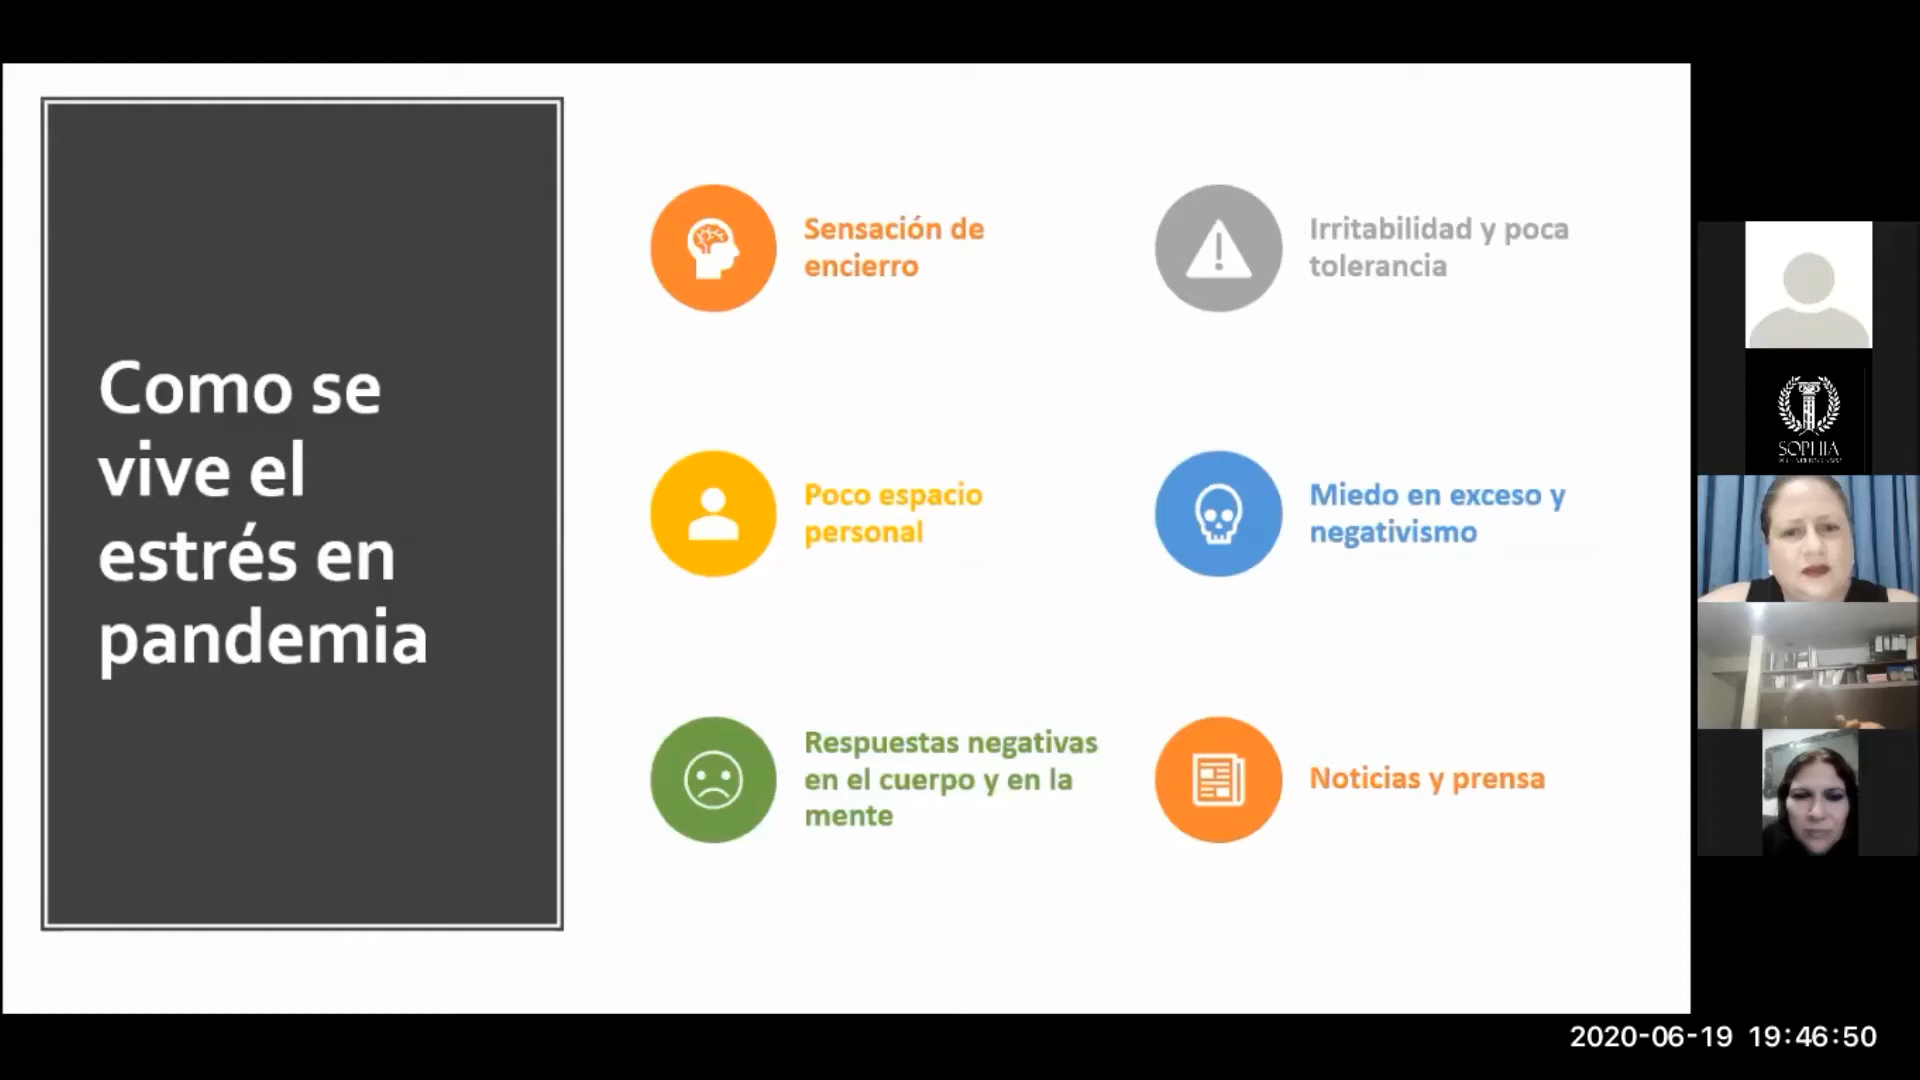 Como se
vive el
estrés en
pandemia
Sensación de
encierro
Irritabilidad y poca
tolerancia
Poco espacio
personal
Miedo en exceso y
negativismo
Respuestas negativas
en el cuerpo y en la
mente
Noticias y prensa
SOPHIA
2020-06-19 19:46:50